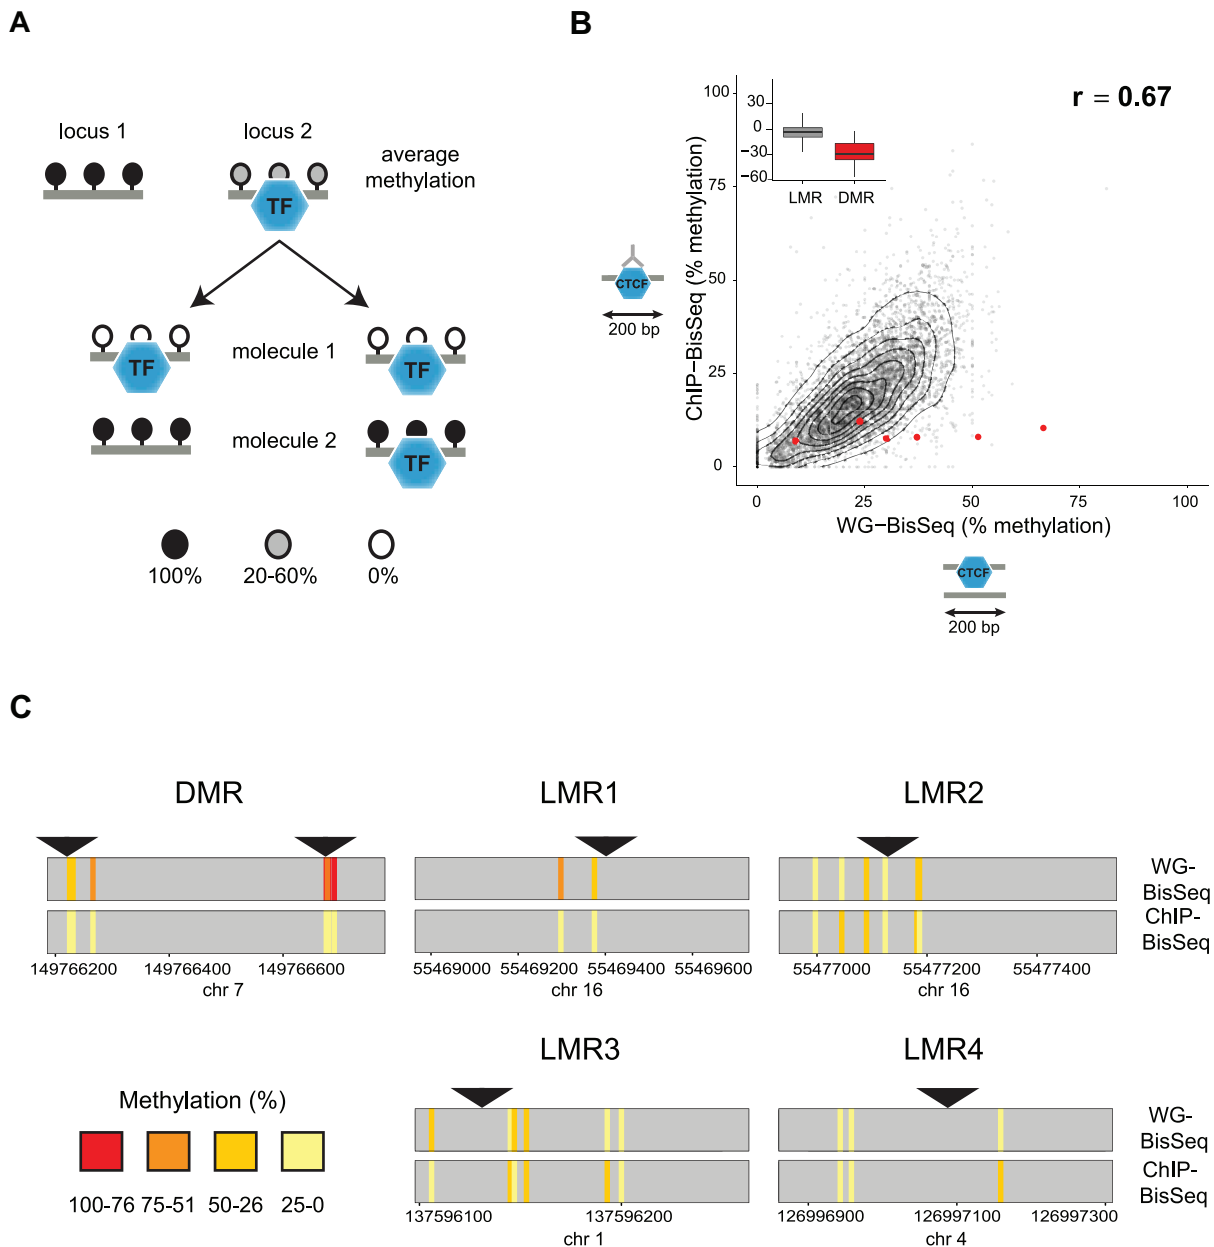 A
locus 1
locus 2
average
methylation
TF
TF
molecule 1
TF
molecule 2
TF
100%
20-60%
0%
B
r = 0.67
ChIP−BisSeq (% methylation)
100
75
50
25
0
30
0
−30
−60
LMR
DMR
CTCF
200 bp
0
25
50
75
100
WG−BisSeq (% methylation)
CTCF
200 bp
C
DMR
LMR1
LMR2
WG-
BisSeq
ChIP-
BisSeq
149766200
149766400
149766600
chr 7
55469000
55469200
55469400
55469600
chr 16
55477000
55477200
55477400
chr 16
LMR3
LMR4
WG-
BisSeq
ChIP-
BisSeq
137596100
137596200
chr 1
126996900
126997100
126997300
chr 4
Methylation (%)
100-76
75-51
50-26
25-0